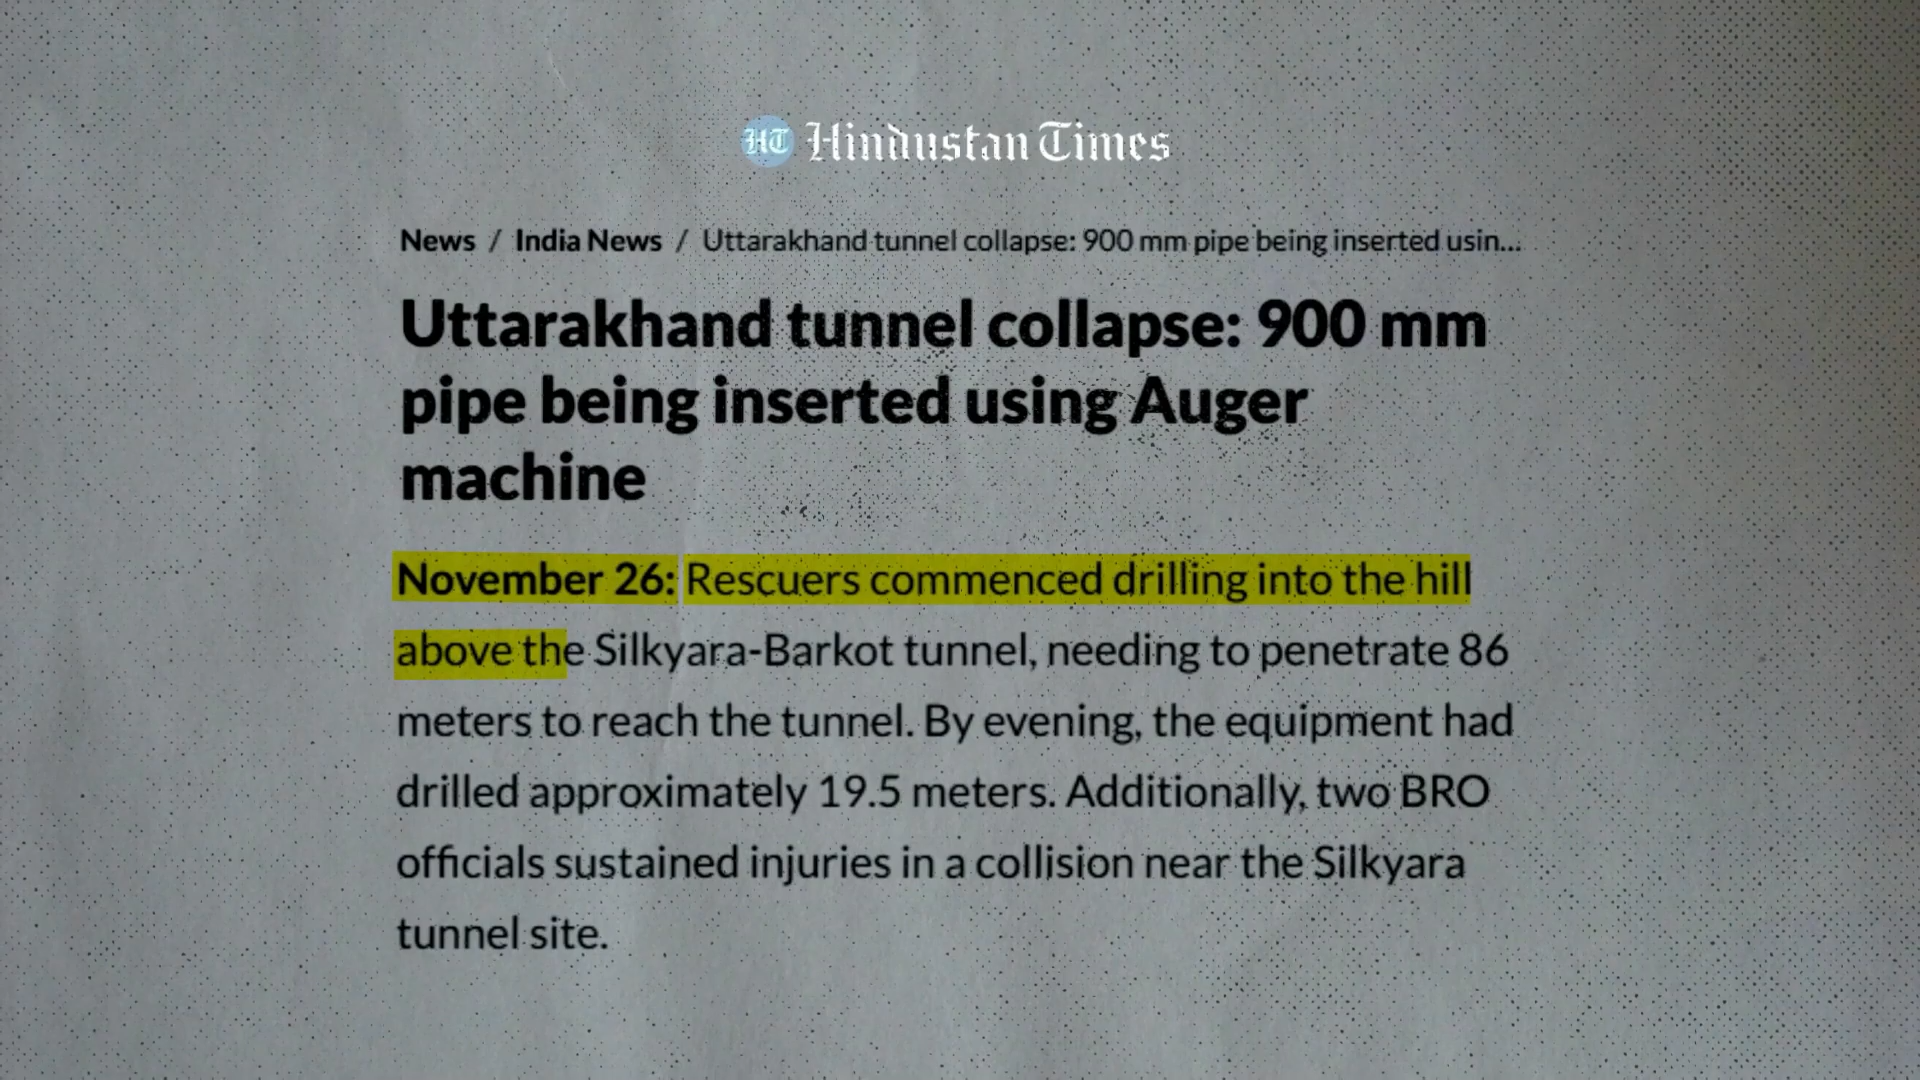 HT Hindustan Times
News / India News / Uttarakhand tunnel collapse: 900 mm pipe being inserted usin...
Uttarakhand tunnel collapse: 900 mm
pipe being inserted using Auger
machine
November 26: Rescuers commenced drilling into the hill
above the Silkyara-Barkot tunnel, needing to penetrate 86
meters to reach the tunnel. By evening, the equipment had
drilled approximately 19.5 meters. Additionally, two BRO
officials sustained injuries in a collision near the Silkyara
tunnel site.